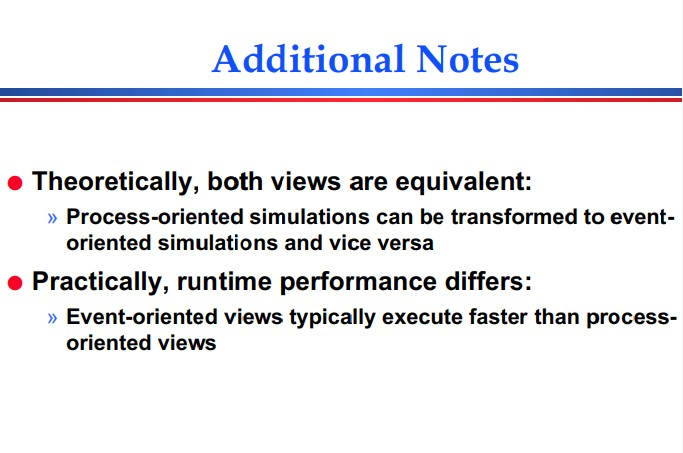 Additional Notes
● Theoretically, both views are equivalent:
» Process-oriented simulations can be transformed to event-
oriented simulations and vice versa
● Practically, runtime performance differs:
» Event-oriented views typically execute faster than process-
oriented views